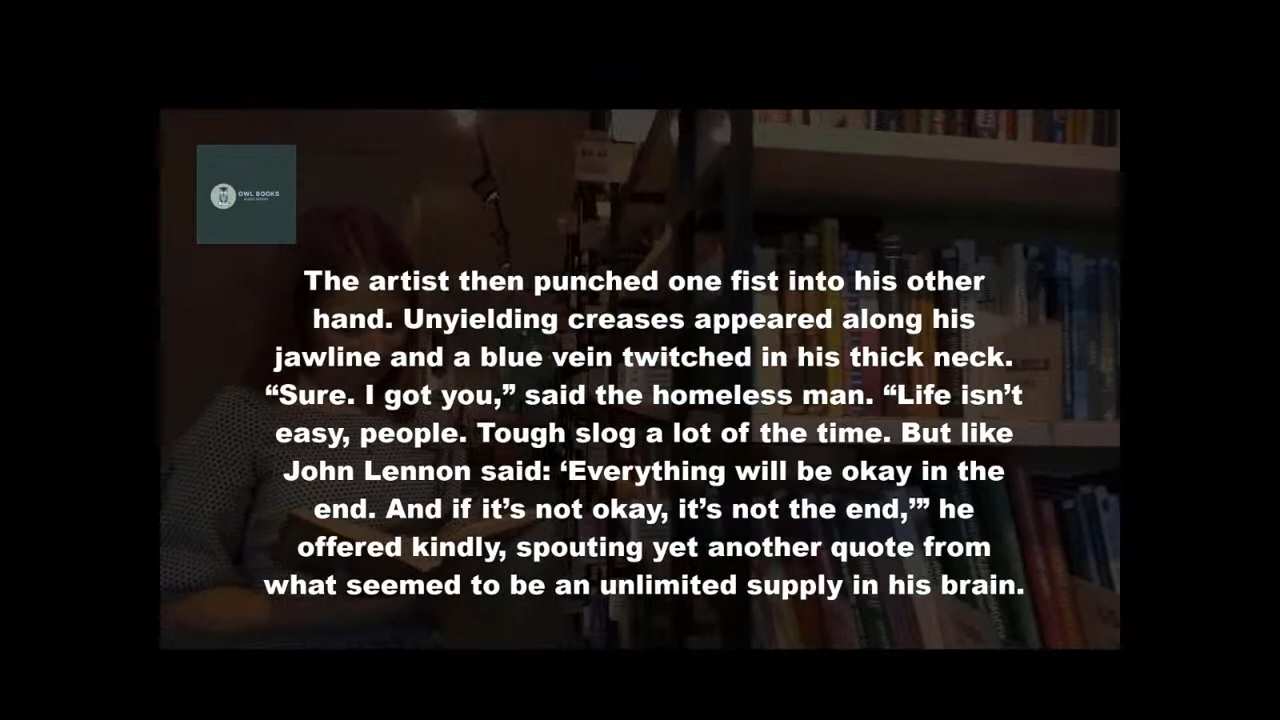 OWL BOOKS
The artist then punched one fist into his other
hand. Unyielding creases appeared along his
jawline and a blue vein twitched in his thick neck.
“Sure. I got you,” said the homeless man. “Life isn’t
easy, people. Tough slog a lot of the time. But like
John Lennon said: ‘Everything will be okay in the
end. And if it’s not okay, it’s not the end,’” he
offered kindly, spouting yet another quote from
what seemed to be an unlimited supply in his brain.